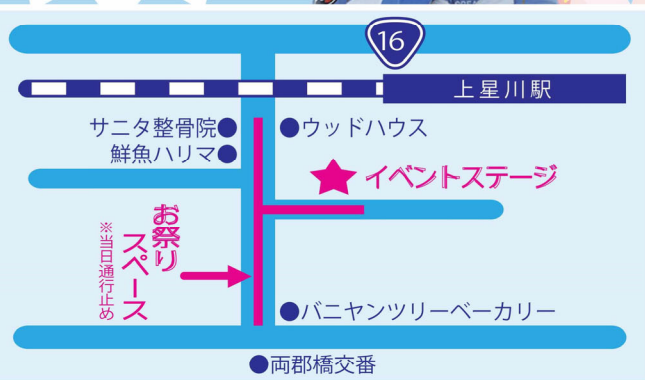 16
上星川駅
サニタ整骨院●
●ウッドハウス
鮮魚ハリマ●
★イベントステージ
お祭り
スペース
※当日通行止め
●バニヤンツリーベーカリー
●両郡橋交番